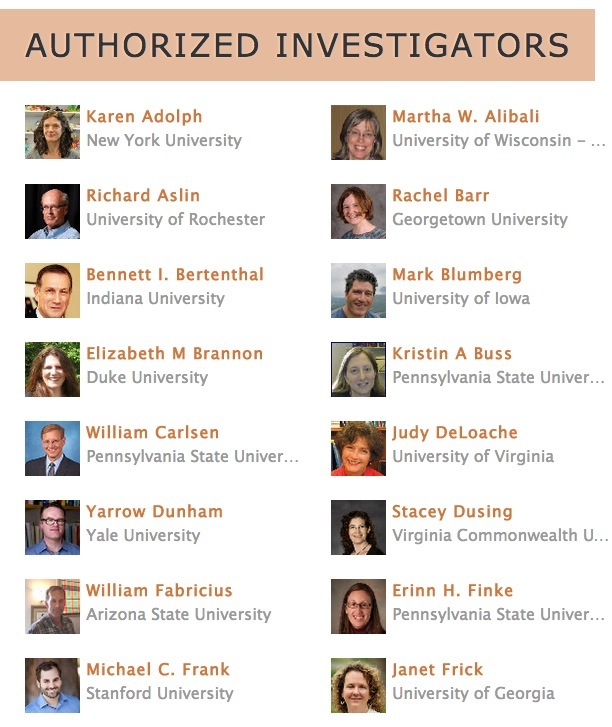 AUTHORIZED INVESTIGATORS
Karen Adolph
New York University
Martha W. Alibali
University of Wisconsin – ...
Richard Aslin
University of Rochester
Rachel Barr
Georgetown University
Bennett I. Bertenthal
Indiana University
Mark Blumberg
University of Iowa
Elizabeth M Brannon
Duke University
Kristin A Buss
Pennsylvania State Univer...
William Carlsen
Pennsylvania State Univer...
Judy DeLoache
University of Virginia
Yarrow Dunham
Yale University
Stacey Dusing
Virginia Commonwealth U...
William Fabricius
Arizona State University
Erinn H. Finke
Pennsylvania State Univer...
Michael C. Frank
Stanford University
Janet Frick
University of Georgia